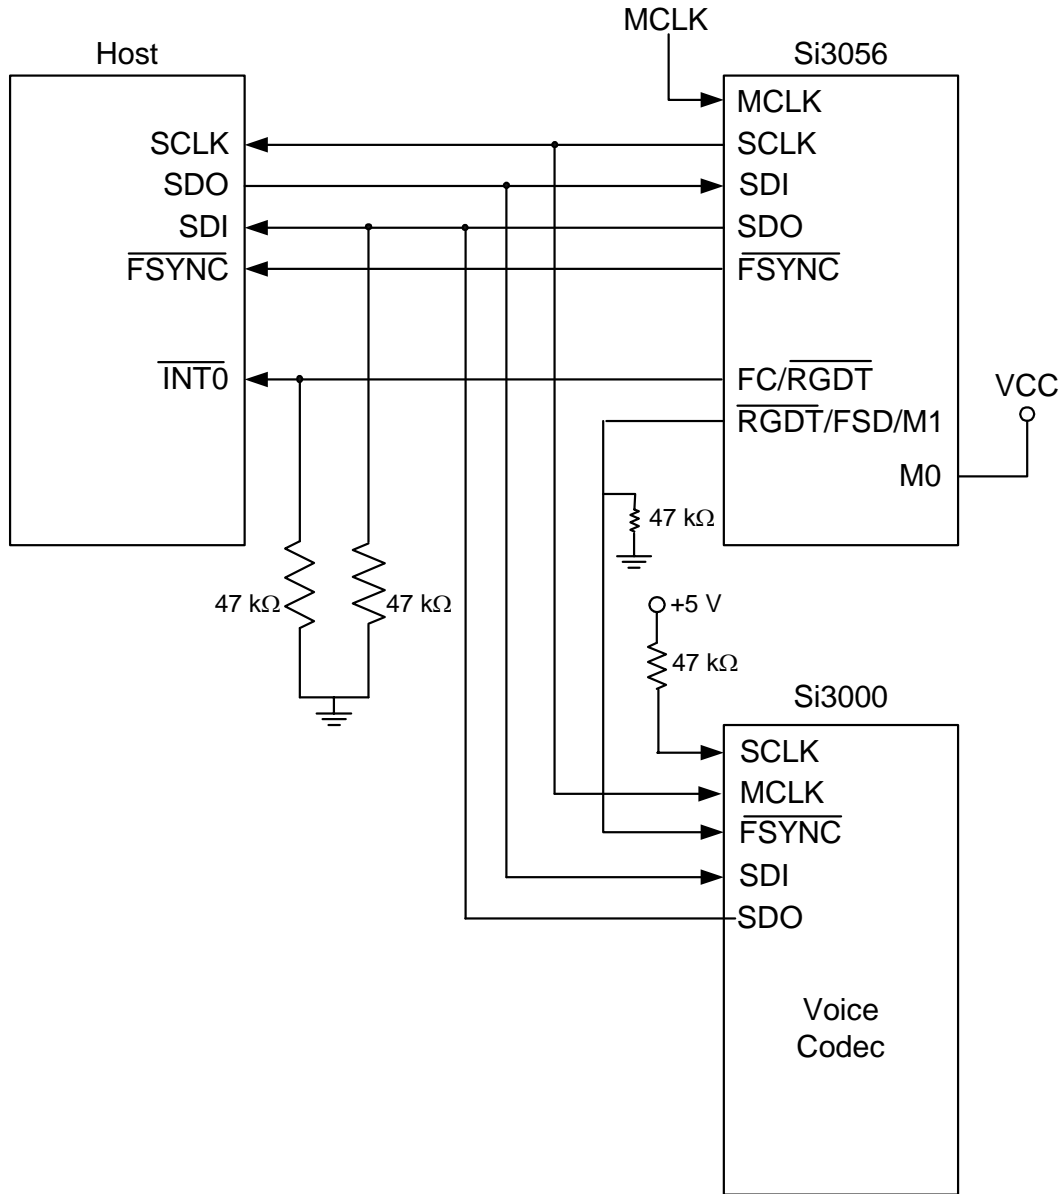 MCLK
Host
Si3056
MCLK
SCLK
SCLK
SDO
SDI
SDI
SDO
FSYNC
FSYNC
INT0
FC/RGDT
VCC
RGDT/FSD/M1
M0
47 kΩ
47 kΩ
47 kΩ
+5 V
47 kΩ
Si3000
SCLK
MCLK
FSYNC
SDI
SDO
Voice
Codec